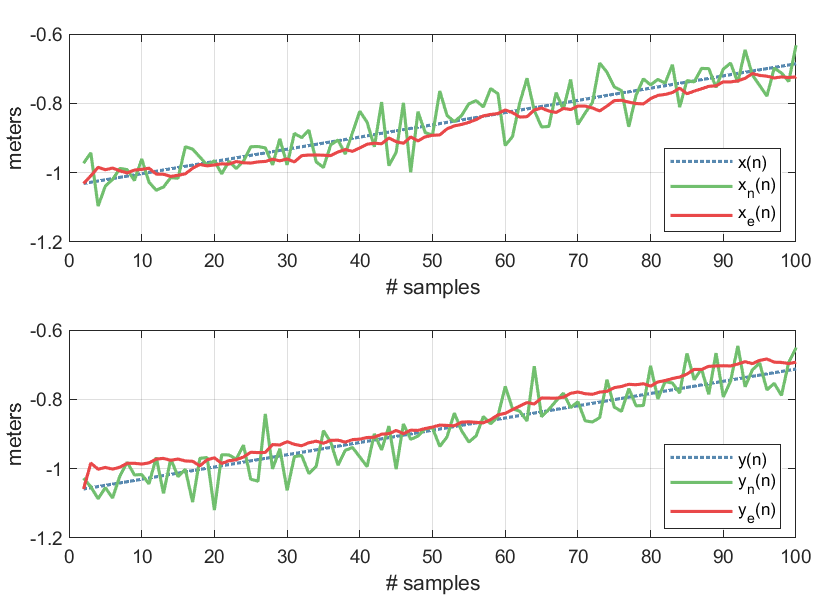 -0.6
-0.8
-1
-1.2
meters
0 10 20 30 40 50 60 70 80 90 100
# samples
x(n)
x_n(n)
x_e(n)
-0.6
-0.8
-1
-1.2
meters
0 10 20 30 40 50 60 70 80 90 100
# samples
y(n)
y_n(n)
y_e(n)